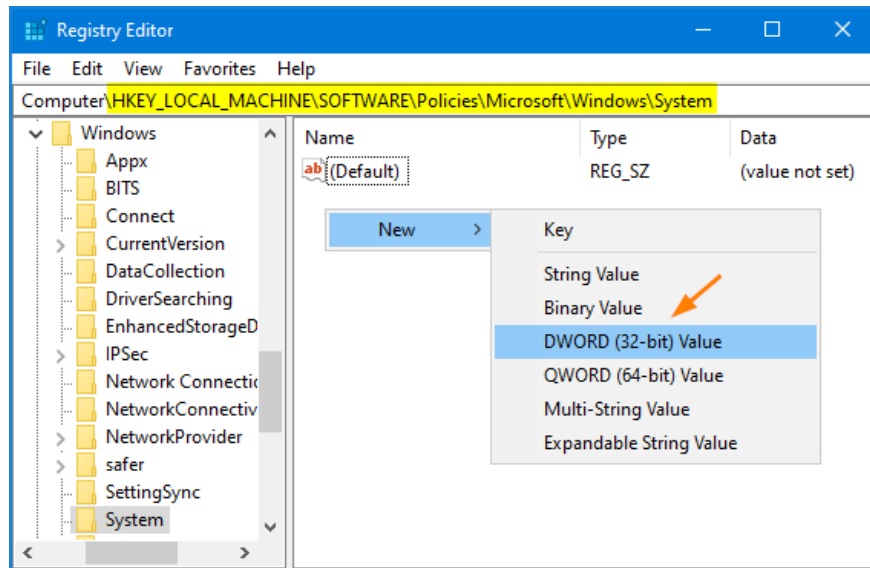 Registry Editor
File Edit View Favorites Help
Computer\HKEY_LOCAL_MACHINE\SOFTWARE\Policies\Microsoft\Windows\System
Windows
Appx
BITS
Connect
CurrentVersion
DataCollection
DriverSearching
EnhancedStorageD
IPSec
Network Connectic
NetworkConnectiv
NetworkProvider
safer
SettingSync
System
Name Type Data
ab (Default) REG_SZ (value not set)
New
Key
String Value
Binary Value
DWORD (32-bit) Value
QWORD (64-bit) Value
Multi-String Value
Expandable String Value